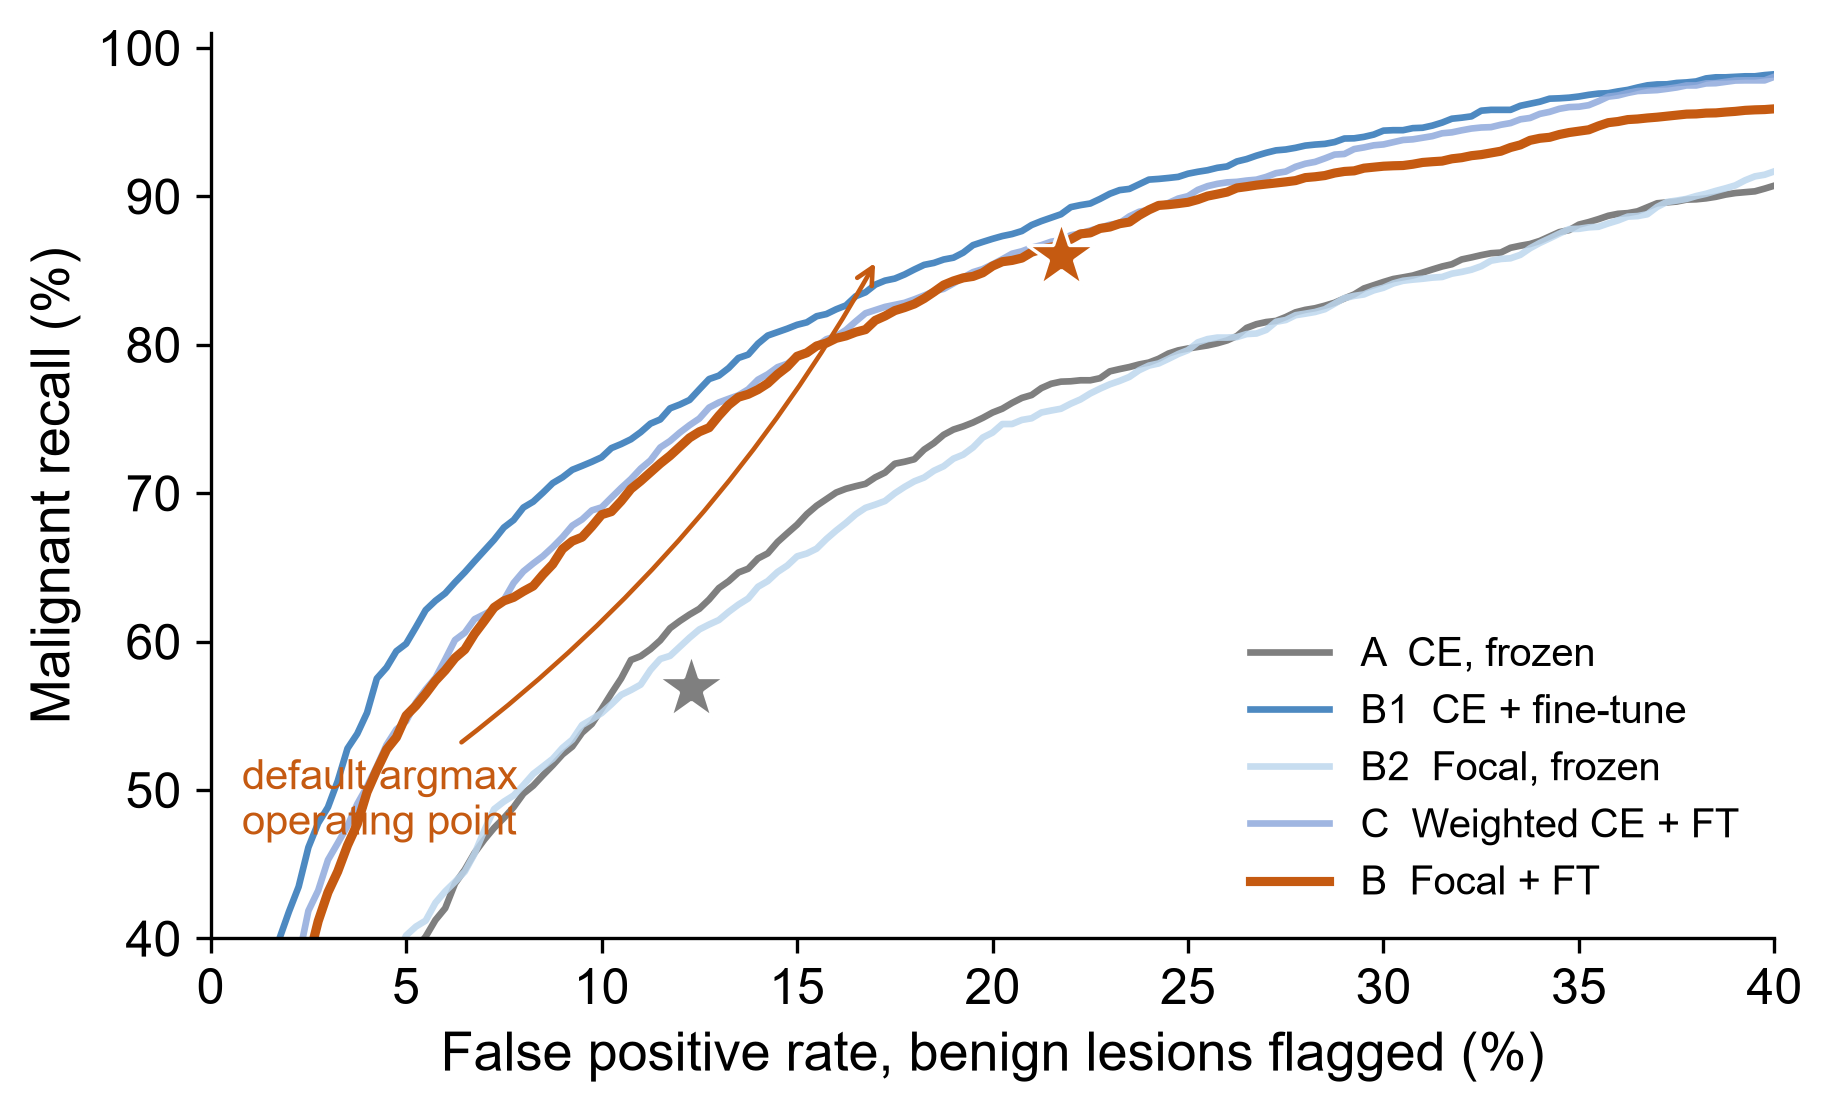 100
90
80
70
60
50
40
Malignant recall (%)
default argmax
operating point
A CE, frozen
B1 CE + fine-tune
B2 Focal, frozen
C Weighted CE + FT
B Focal + FT
0 5 10 15 20 25 30 35 40
False positive rate, benign lesions flagged (%)